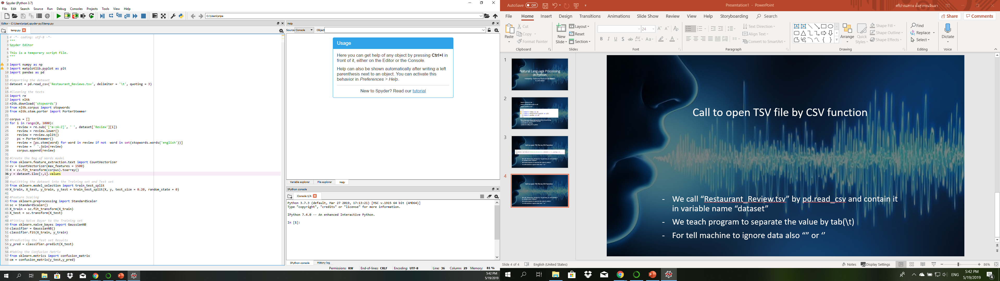 Spyder (Python 3.7)
File Edit Search Source Run Debug Consoles Projects Tools View Help
C:\Users\sripa
Editor - C:\Users\sripa\.spyder-py3\temp.py
temp.py
1 # -*- coding: utf-8 -*-
2 """
3 Spyder Editor
4
5 This is a temporary script file.
6 """
7
8 import numpy as np
9 import matplotlib.pyplot as plt
10 import pandas as pd
11
12 #importing the dataset
13 dataset = pd.read_csv('Restaurant_Reviews.tsv', delimiter = '\t', quoting = 3)
14
15 #Cleaning the texts
16 import re
17 import nltk
18 nltk.download('stopwords')
19 from nltk.corpus import stopwords
20 from nltk.stem.porter import PorterStemmer
21
22 corpus = []
23 for i in range(0, 1000):
24 review = re.sub('[^a-zA-Z]', ' ', dataset['Review'][i])
25 review = review.lower()
26 review = review.split()
27 ps = PorterStemmer()
28 review = [ps.stem(word) for word in review if not word in set(stopwords.words('english'))]
29 review = ' '.join(review)
30 corpus.append(review)
31
32 #Create the Bag of Words model
33 from sklearn.feature_extraction.text import CountVectorizer
34 cv = CountVectorizer(max_features = 1500)
35 X = cv.fit_transform(corpus).toarray()
36 y = dataset.iloc[:,1].values
37
38 #splitting the dataset into the Training set and Test set
39 from sklearn.model_selection import train_test_split
40 X_train, X_test, y_train, y_test = train_test_split(X, y, test_size = 0.20, random_state = 0)
41
42 #Feature Scaling
43 from sklearn.preprocessing import StandardScaler
44 sc = StandardScaler()
45 X_train = sc.fit_transform(X_train)
46 X_test = sc.transform(X_test)
47
48 #Fitting Naive Bayer to the Training set
49 from sklearn.naive_bayes import GaussianNB
50 classifier = GaussianNB()
51 classifier.fit(X_train, y_train)
52
53 #Predicting the Test set Results
54 y_pred = classifier.predict(X_test)
55
56 #Making the Confusion Matrix
57 from sklearn.metrics import confusion_matrix
58 cm = confusion_matrix(y_test,y_pred)
Help
Source Console Object
Usage
Here you can get help of any object by pressing Ctrl+I in
front of it, either on the Editor or the Console.
Help can also be shown automatically after writing a left
parenthesis next to an object. You can activate this
behavior in Preferences > Help.
New to Spyder? Read our tutorial
Variable explorer File explorer Help
IPython console
Console 1/A
Python 3.7.3 (default, Mar 27 2019, 17:13:21) [MSC v.1915 64 bit (AMD64)]
Type "copyright", "credits" or "license" for more information.
IPython 7.4.0 -- An enhanced Interactive Python.
In [1]:
IPython console History log
Permissions: RW End-of-lines: CRLF Encoding: UTF-8 Line: 36 Column: 29 Memory: 81 %
5:42 PM
5/19/2019
AutoSave Off
Presentation1 - PowerPoint
File Home Insert Design Transitions Animations Slide Show Review View Help Storyboarding Search
Share Comments
Paste
Cut
Copy
Format Painter
Clipboard
New
Slide
Layout
Reset
Section
Slides
24
B I U S ab AV Aa A
Font
Text Direction
Align Text
Convert to SmartArt
Paragraph
Arrange
Quick
Styles
Shape Fill
Shape Outline
Shape Effects
Drawing
Find
Replace
Select
Editing
Dictate
Voice
1
Natural Language Processing
in Python
2
import numpy as np
import matplotlib.pyplot as plt
import pandas as pd
3
Call to open TSV file by CSV function
4
Call to open TSV file by CSV function
Call to open TSV file by CSV function
- We call “Restaurant_Review.tsv” by pd.read_csv and contain it
in variable name “dataset”
- We teach program to separate the value by tab(\t)
- For tell machine to ignore data also “” or ‘’
Slide 4 of 4 English (United States)
Notes Display Settings 86%
ENG
5:42 PM
5/19/2019
4